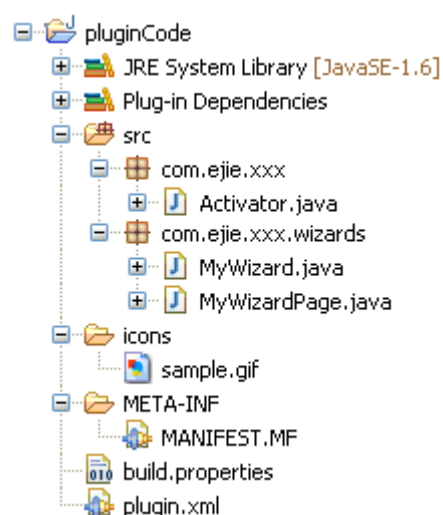 pluginCode
JRE System Library [JavaSE-1.6]
Plug-in Dependencies
src
com.ejie.xxx
Activator.java
com.ejie.xxx.wizards
MyWizard.java
MyWizardPage.java
icons
sample.gif
META-INF
MANIFEST.MF
build.properties
plugin.xml